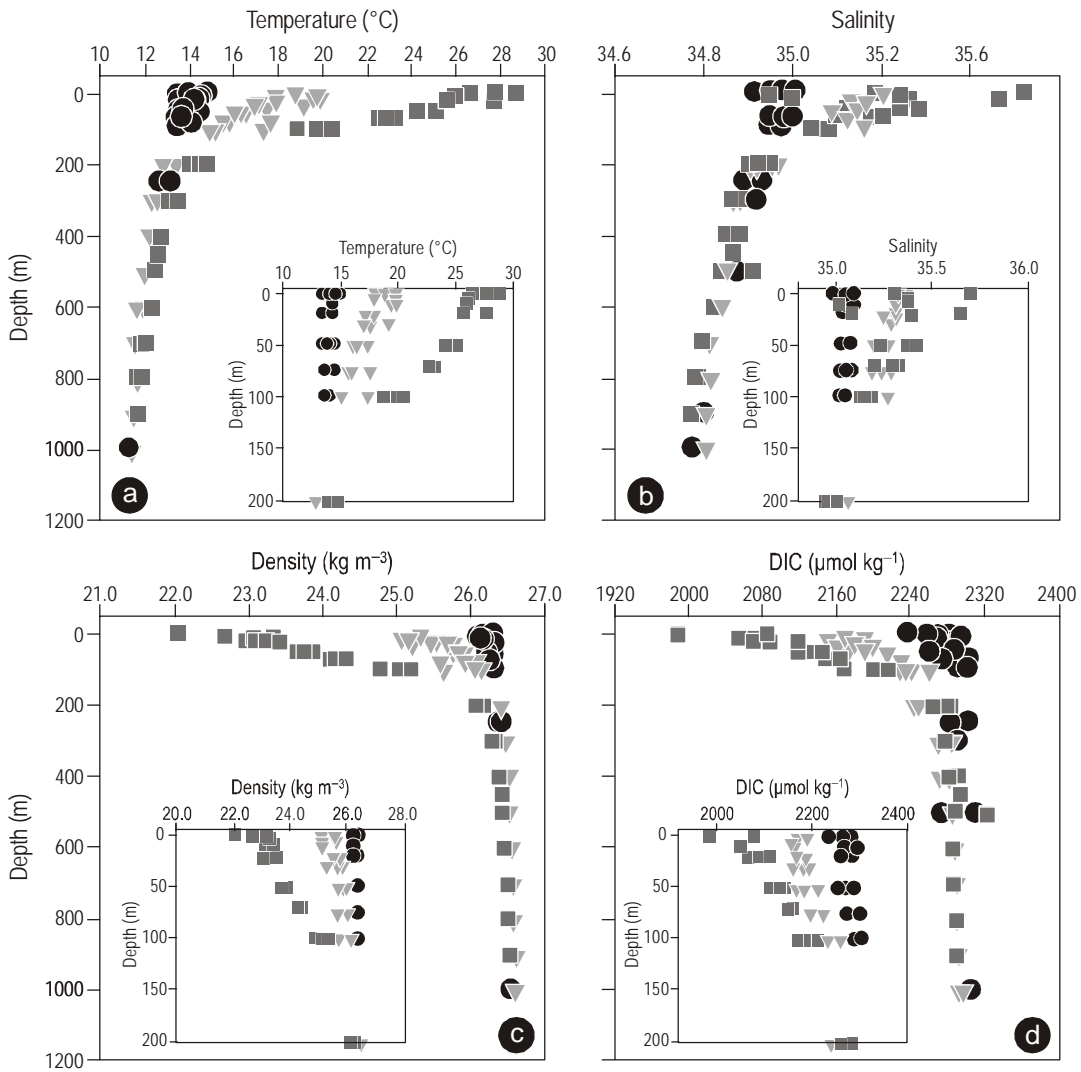 Temperature (°C)
10 12 14 16 18 20 22 24 26 28 30
Depth (m)
0
200
400
600
800
1000
1200
Temperature (°C)
10 15 20 25 30
Depth (m)
0
50
100
150
200
a
Salinity
34.6 34.8 35.0 35.2 35.6
Salinity
35.0 35.5 36.0
Depth (m)
0
50
100
150
200
b
Density (kg m⁻³)
21.0 22.0 23.0 24.0 25.0 26.0 27.0
Depth (m)
0
200
400
600
800
1000
1200
Density (kg m⁻³)
20.0 22.0 24.0 26.0 28.0
Depth (m)
0
50
100
150
200
c
DIC (µmol kg⁻¹)
1920 2000 2080 2160 2240 2320 2400
DIC (µmol kg⁻¹)
2000 2200 2400
Depth (m)
0
50
100
150
200
d